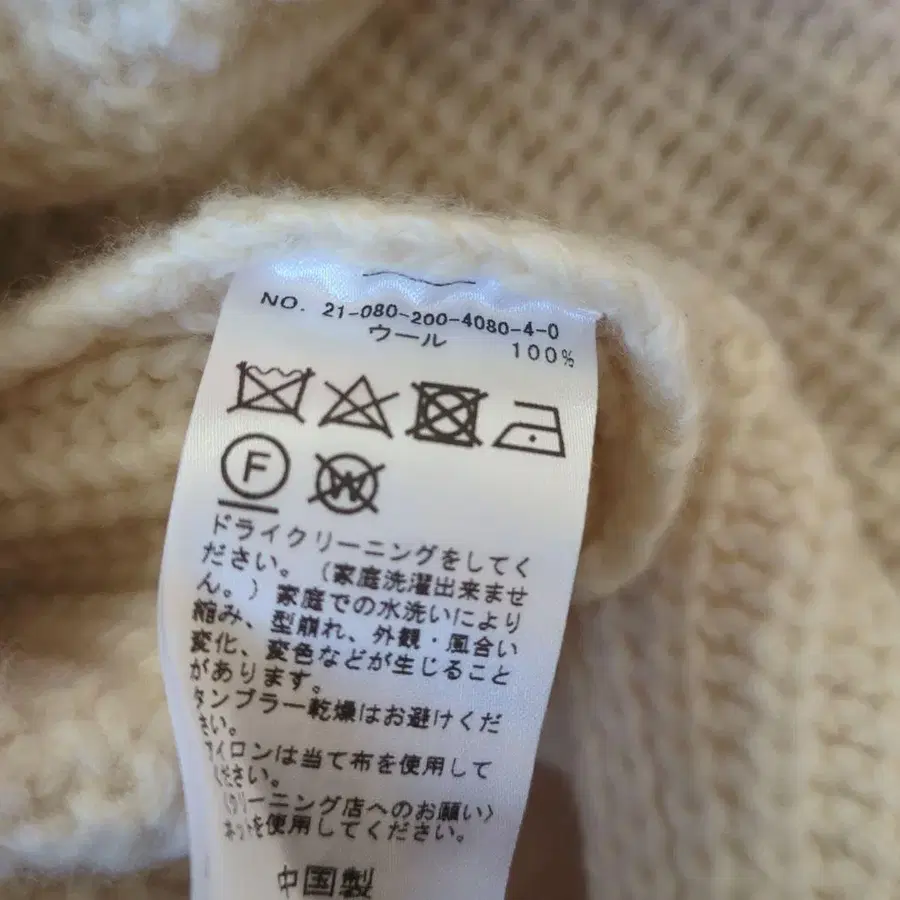 NO. 21-080-200-4080-4-0
ウール 100%
F W
ドライクリーニングをしてく
ださい。(家庭洗濯出来ませ
ん。)家庭での水洗いにより
縮み、型崩れ、外観・風合い
変化、変色などが生じること
があります。
タンブラー乾燥はお避けくだ
さい。
アイロンは当て布を使用して
ください。
〈クリーニング店へのお願い〉
ネットを使用してください。
中国製